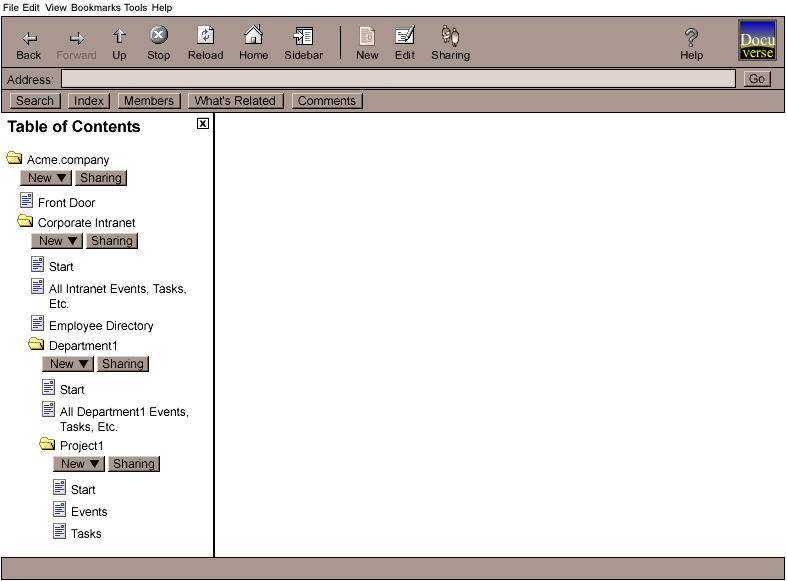 File Edit View Bookmarks Tools Help
Back Forward Up Stop Reload Home Sidebar New Edit Sharing Help
Docu
verse
Address: Go
Search Index Members What's Related Comments
Table of Contents X
Acme.company
New ▼ Sharing
Front Door
Corporate Intranet
New ▼ Sharing
Start
All Intranet Events, Tasks,
Etc.
Employee Directory
Department1
New ▼ Sharing
Start
All Department1 Events,
Tasks, Etc.
Project1
New ▼ Sharing
Start
Events
Tasks